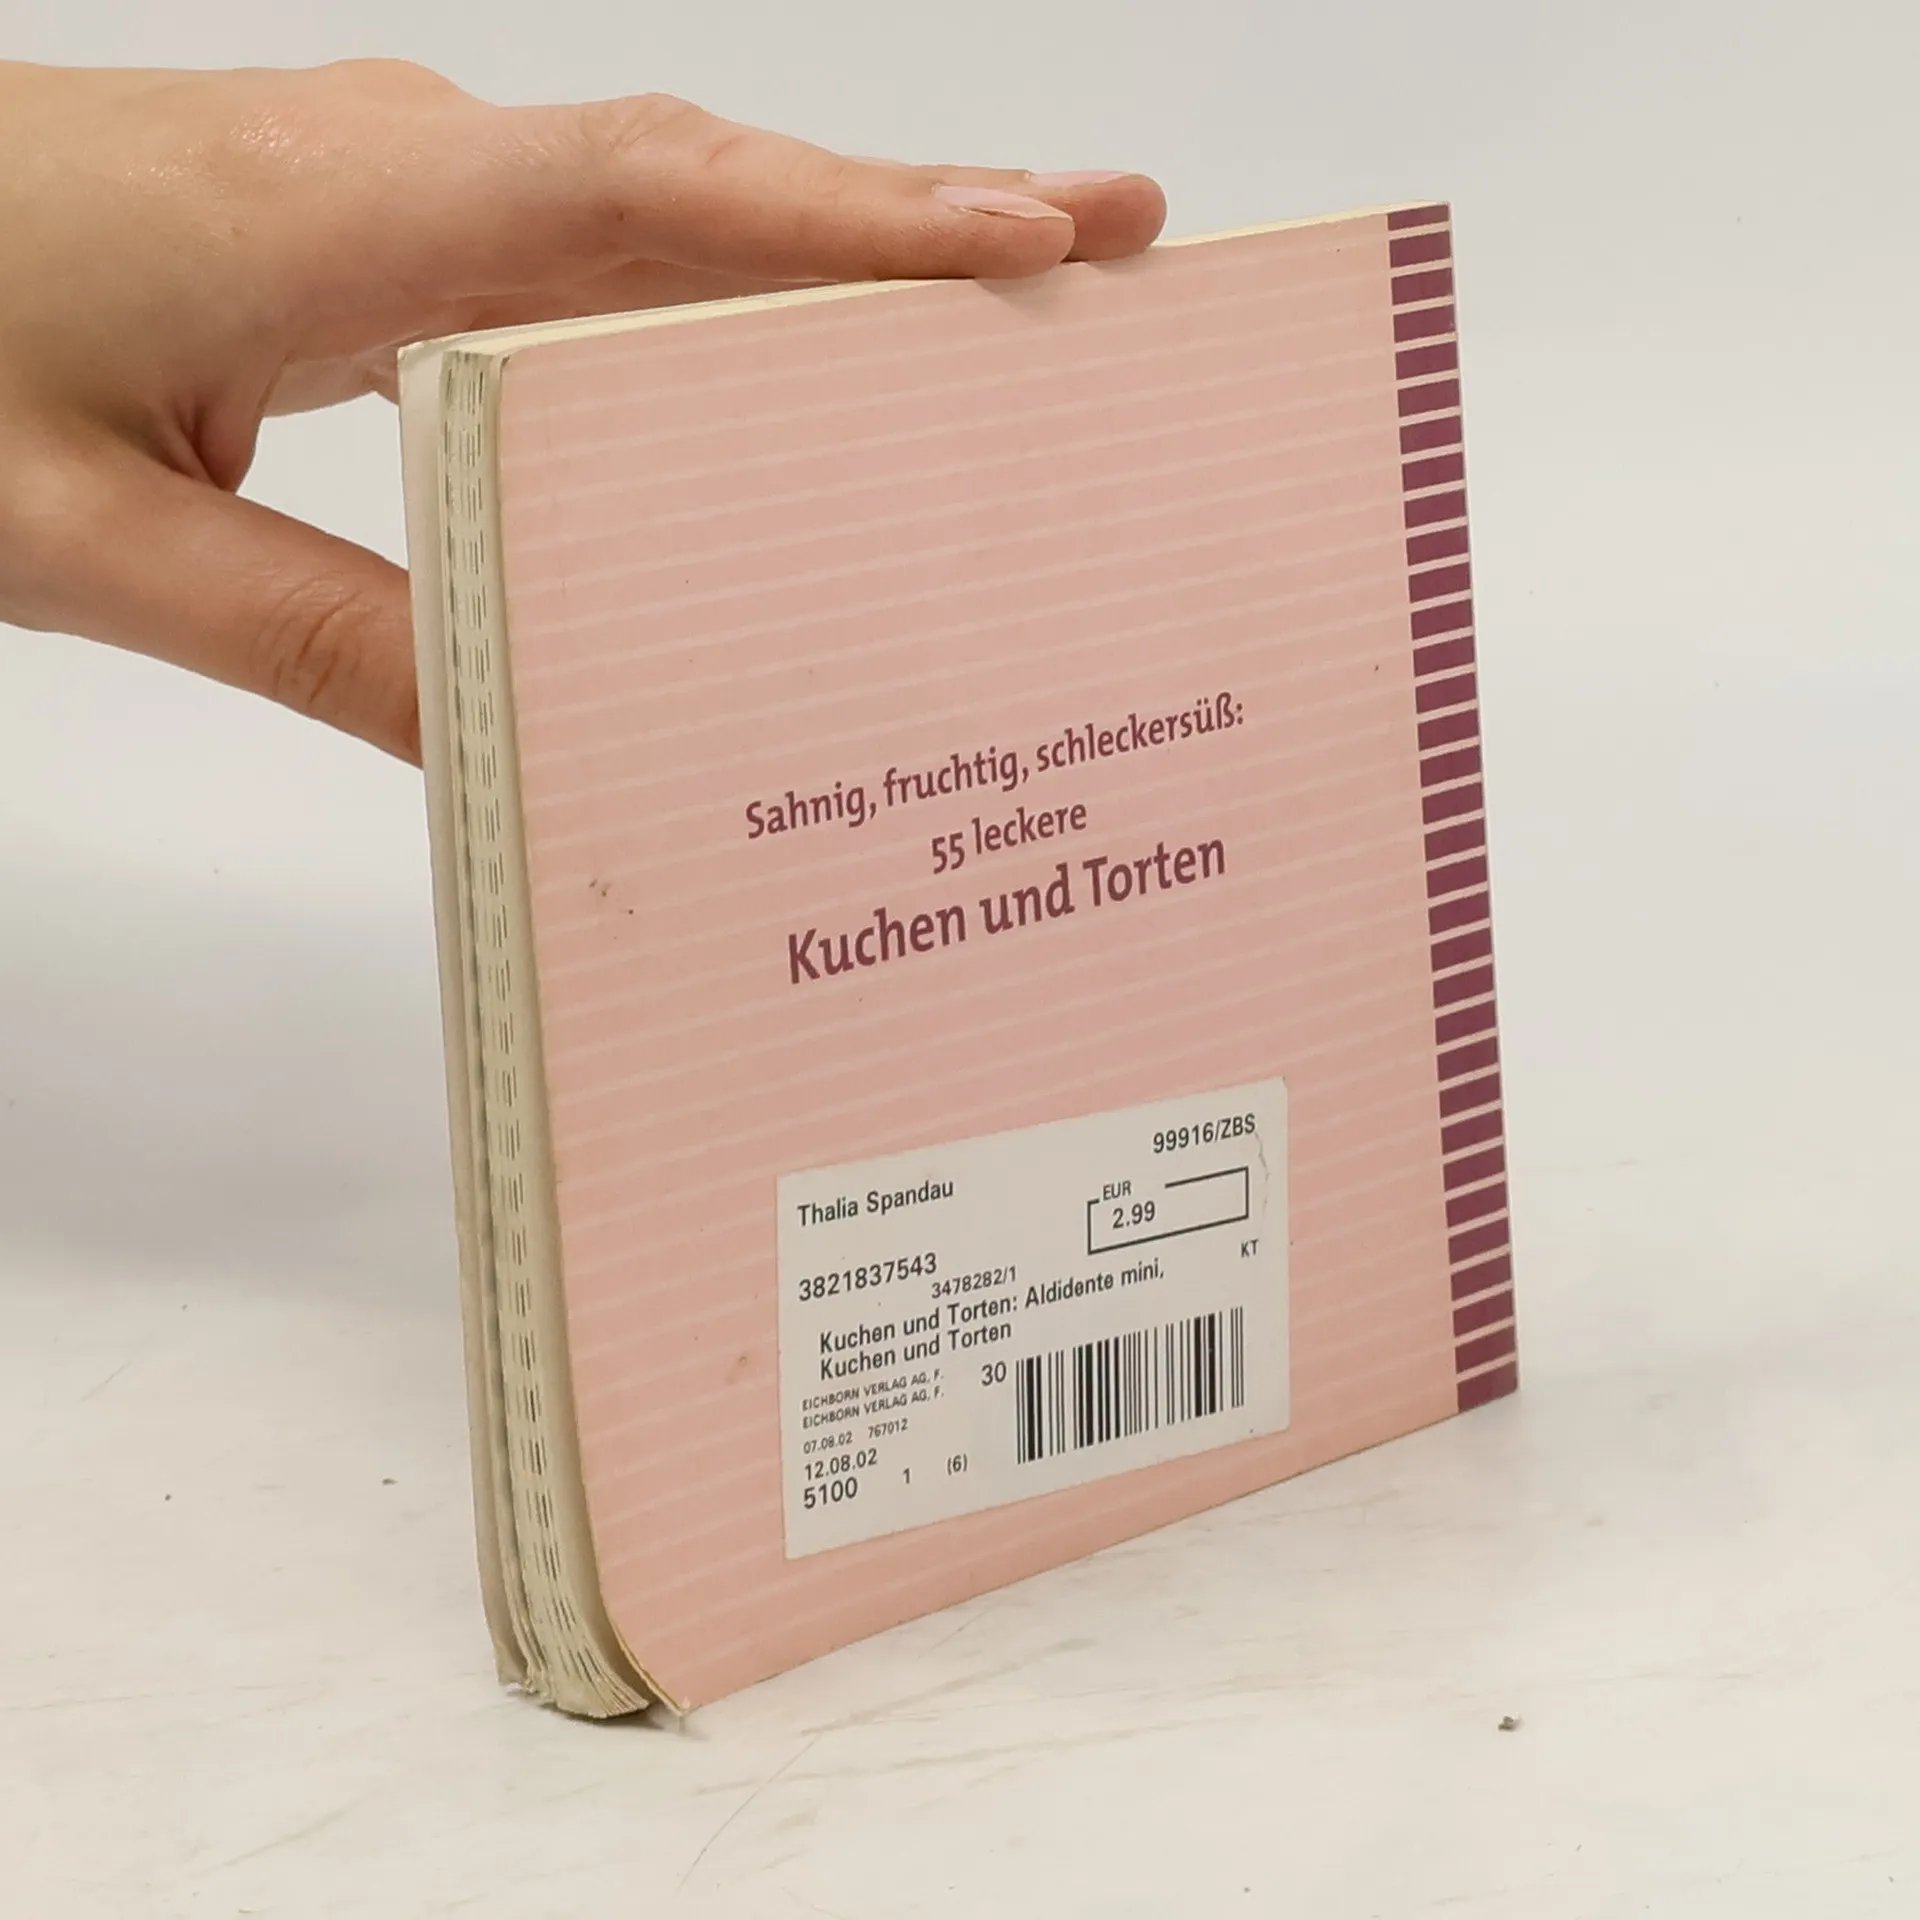 Sahnig, fruchtig, schleckersüß:
55 leckere
Kuchen und Torten
99916/ZBS
Thalia Spandau
EUR
2.99
3821837543
3478282/1
KT
Kuchen und Torten: Aldidente mini,
Kuchen und Torten
EICHBORN VERLAG AG. F.
EICHBORN VERLAG AG. F.
30
07.08.02 767012
12.08.02
5100 1 (6)